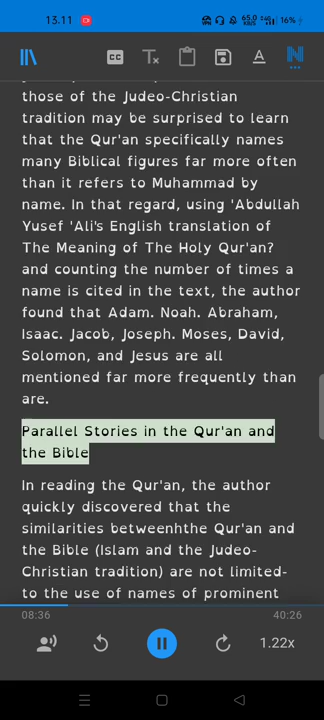 13.11
65.0
KB/s
16%
CC
A
those of the Judeo-Christian
tradition may be surprised to learn
that the Qur'an specifically names
many Biblical figures far more often
than it refers to Muhammad by
name. In that regard, using 'Abdullah
Yusef 'Ali's English translation of
The Meaning of The Holy Qur'an?
and counting the number of times a
name is cited in the text, the author
found that Adam. Noah. Abraham,
Isaac. Jacob, Joseph. Moses, David,
Solomon, and Jesus are all
mentioned far more frequently than
are.
Parallel Stories in the Qur'an and
the Bible
In reading the Qur'an, the author
quickly discovered that the
similarities betweenhthe Qur'an and
the Bible (Islam and the Judeo-
Christian tradition) are not limited-
to the use of names of prominent
08:36
40:26
1.22x